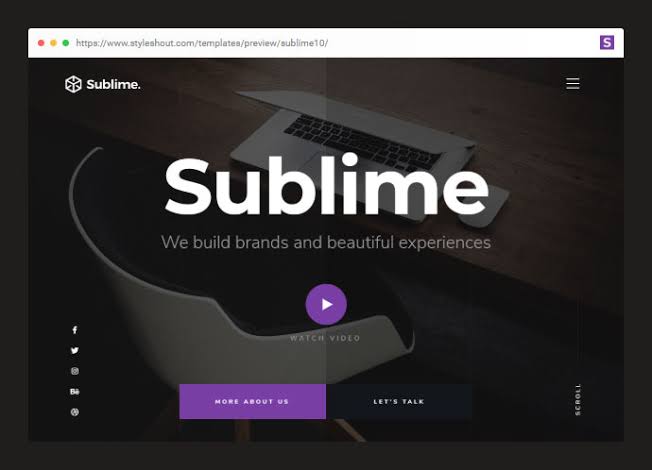 https://www.styleshout.com/templates/preview/sublime10/
S
Sublime.
Sublime
We build brands and beautiful experiences
WATCH VIDEO
Bē
MORE ABOUT US
LET'S TALK
SCROLL